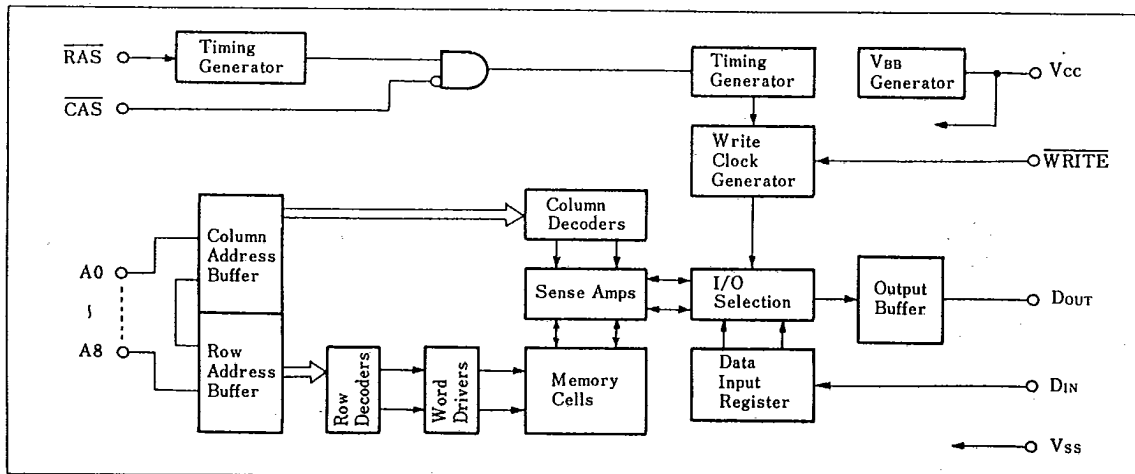 RAS
Timing
Generator
CAS
Timing
Generator
VBB
Generator
VCC
Write
Clock
Generator
WRITE
Column
Address
Buffer
Column
Decoders
A0
~
A8
Sense Amps
I/O
Selection
Output
Buffer
DOUT
Row
Address
Buffer
Row Decoders
Word Drivers
Memory
Cells
Data
Input
Register
DIN
VSS